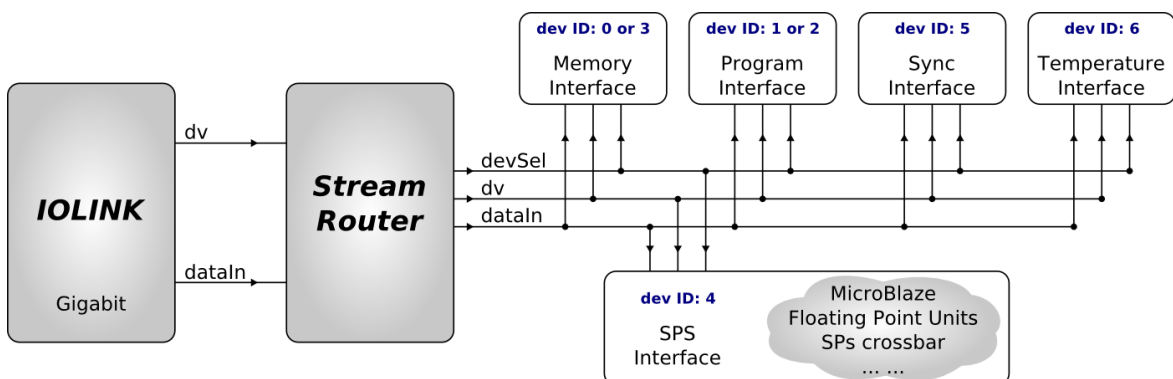 dev ID: 0 or 3
Memory
Interface
dev ID: 1 or 2
Program
Interface
dev ID: 5
Sync
Interface
dev ID: 6
Temperature
Interface
dv
IOLINK
dataIn
Gigabit
Stream
Router
devSel
dv
dataIn
dev ID: 4
SPS
Interface
MicroBlaze
Floating Point Units
SPs crossbar
... ...